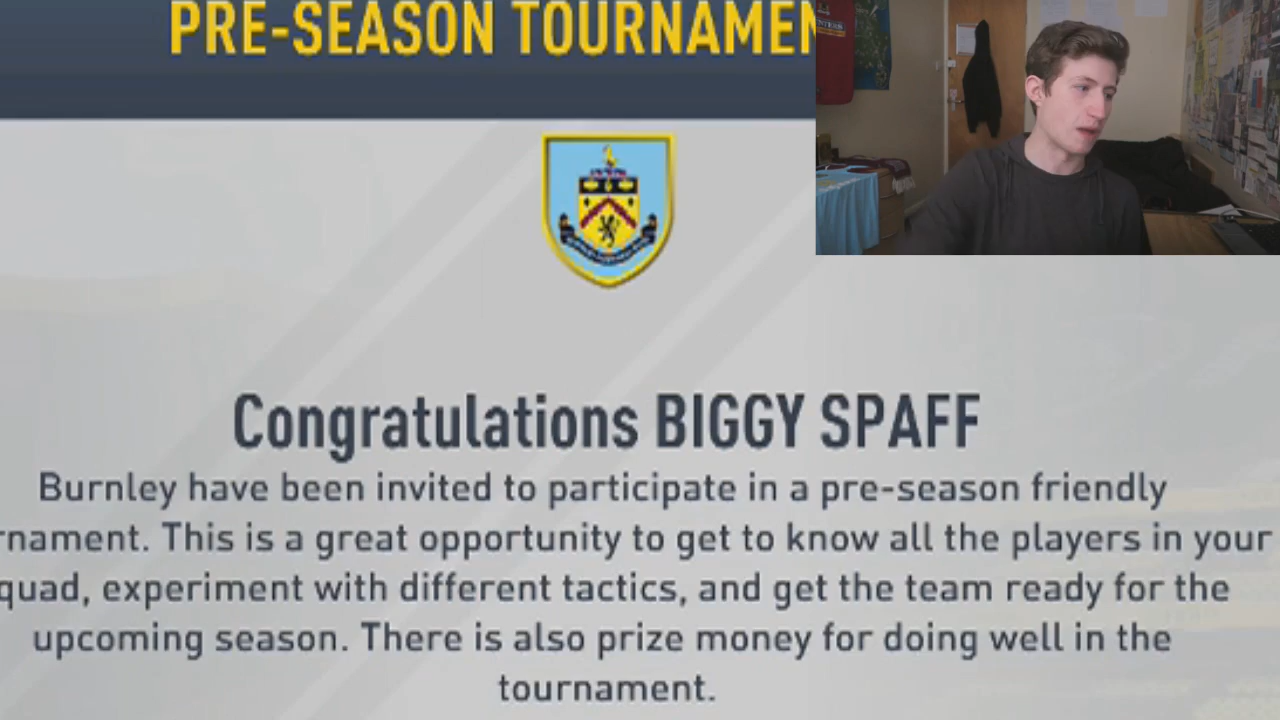 PRE-SEASON TOURNAMEN
Congratulations BIGGY SPAFF
Burnley have been invited to participate in a pre-season friendly
rnament. This is a great opportunity to get to know all the players in your
quad, experiment with different tactics, and get the team ready for the
upcoming season. There is also prize money for doing well in the
tournament.